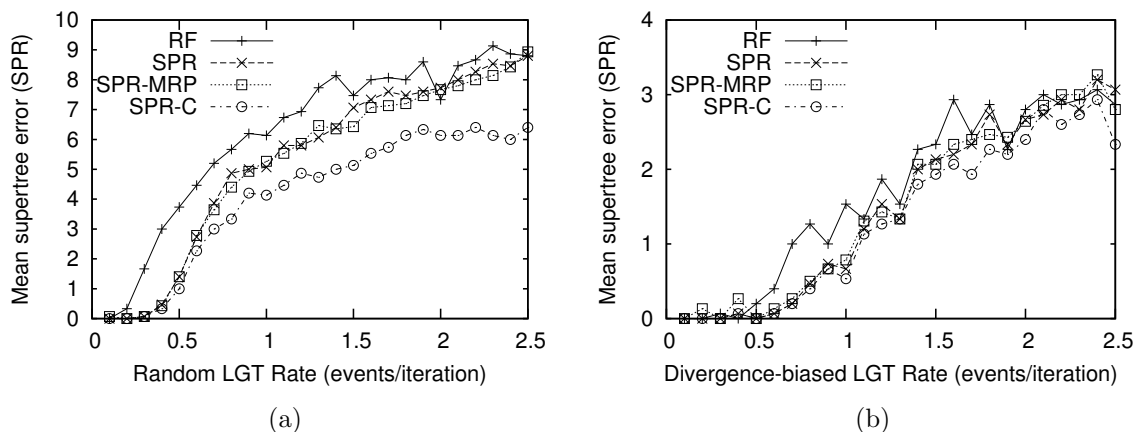 Mean supertree error (SPR)
9
8
7
6
5
4
3
2
1
0
10
RF
SPR
SPR-MRP
SPR-C
0 0.5 1 1.5 2 2.5
Random LGT Rate (events/iteration)
(a)
Mean supertree error (SPR)
4
3
2
1
0
RF
SPR
SPR-MRP
SPR-C
0 0.5 1 1.5 2 2.5
Divergence-biased LGT Rate (events/iteration)
(b)